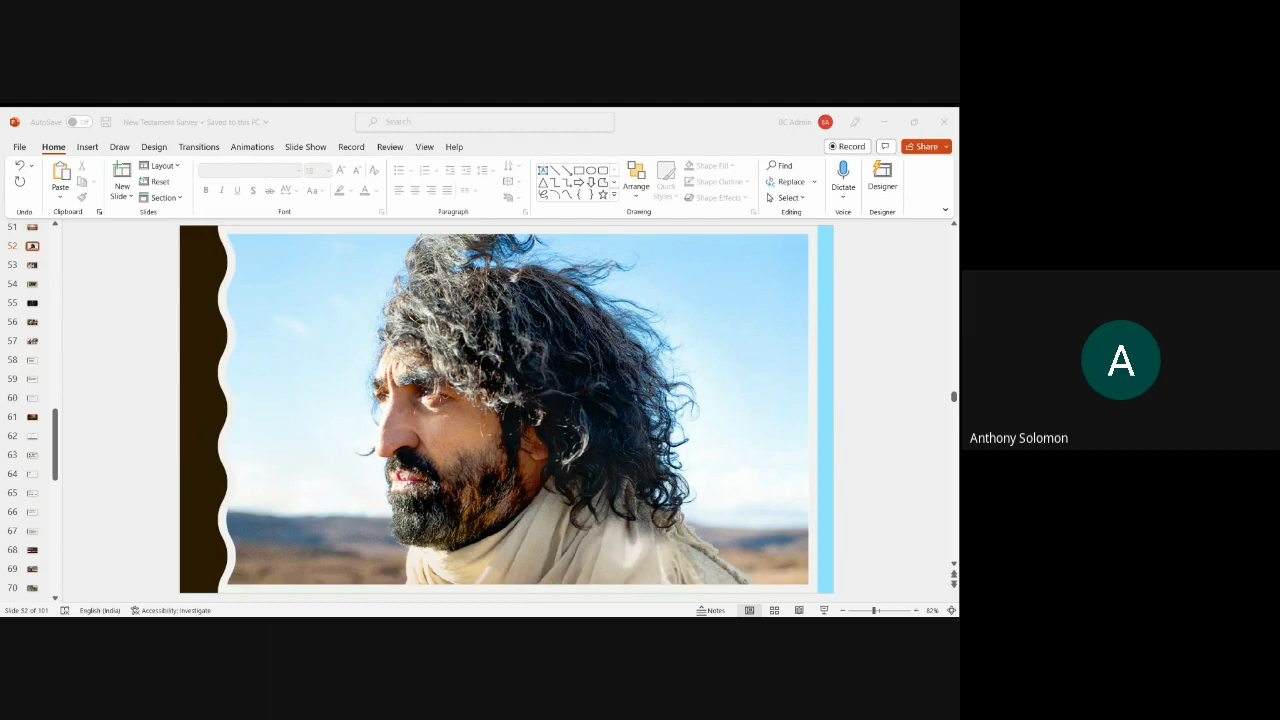 AutoSave Off New Testament Survey • Saved to this PC Search BC Admin BA
File Home Insert Draw Design Transitions Animations Slide Show Record Review View Help Record Share
Paste New Slide Layout Reset Section 18 Arrange Quick Styles Shape Fill Shape Outline Shape Effects Find Replace Select Dictate Designer
B I U S ab AV Aa A
Undo Clipboard Slides Font Paragraph Drawing Editing Voice Designer
51
52
53
54
55
56
57
58
59
60
61
62
63
64
65
66
67
68
69
70
A
Anthony Solomon
Slide 52 of 101 English (India) Accessibility: Investigate Notes 82%